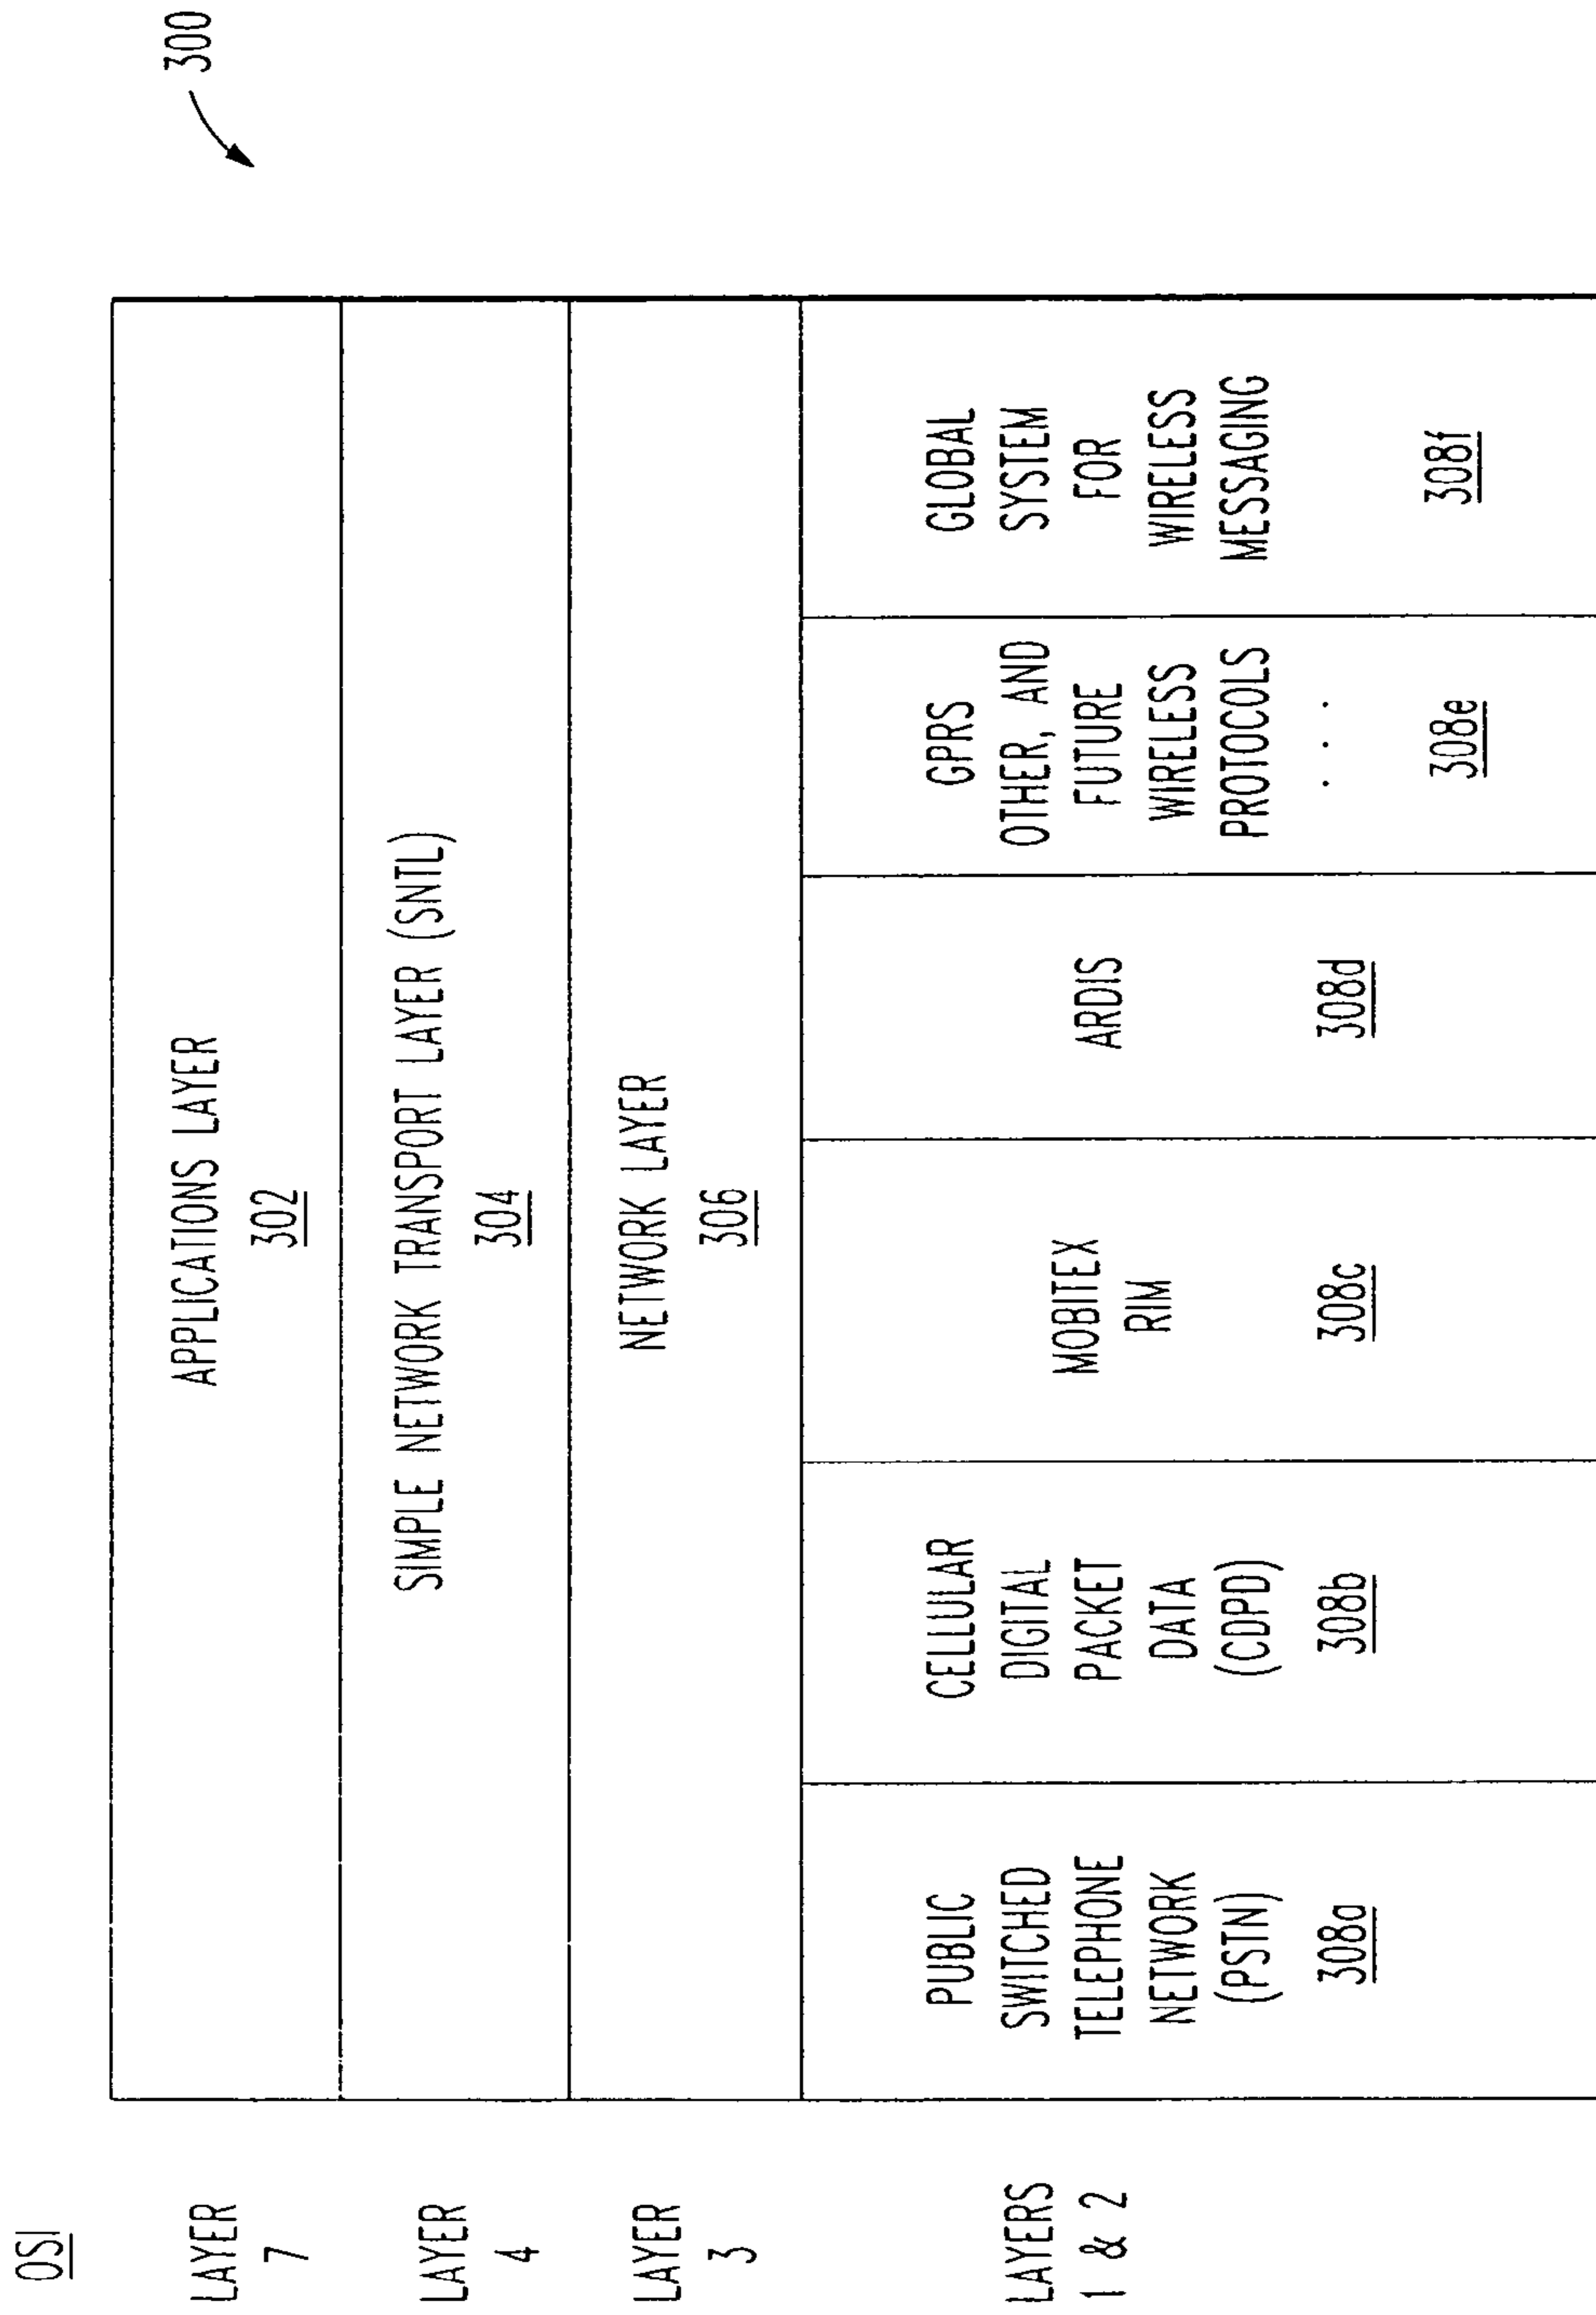 300
OSI
LAYER
7
APPLICATIONS LAYER
302
LAYER
4
SIMPLE NETWORK TRANSPORT LAYER (SNTL)
304
LAYER
3
NETWORK LAYER
306
LAYERS
1 & 2
PUBLIC
SWITCHED
TELEPHONE
NETWORK
(PSTN)
308a
CELLULAR
DIGITAL
PACKET
DATA
(CDPD)
308b
MOBITEX
RIM
308c
ARDIS
308d
GPRS
OTHER, AND
FUTURE
WIRELESS
PROTOCOLS
. . .
308e
GLOBAL
SYSTEM
FOR
WIRELESS
MESSAGING
308f